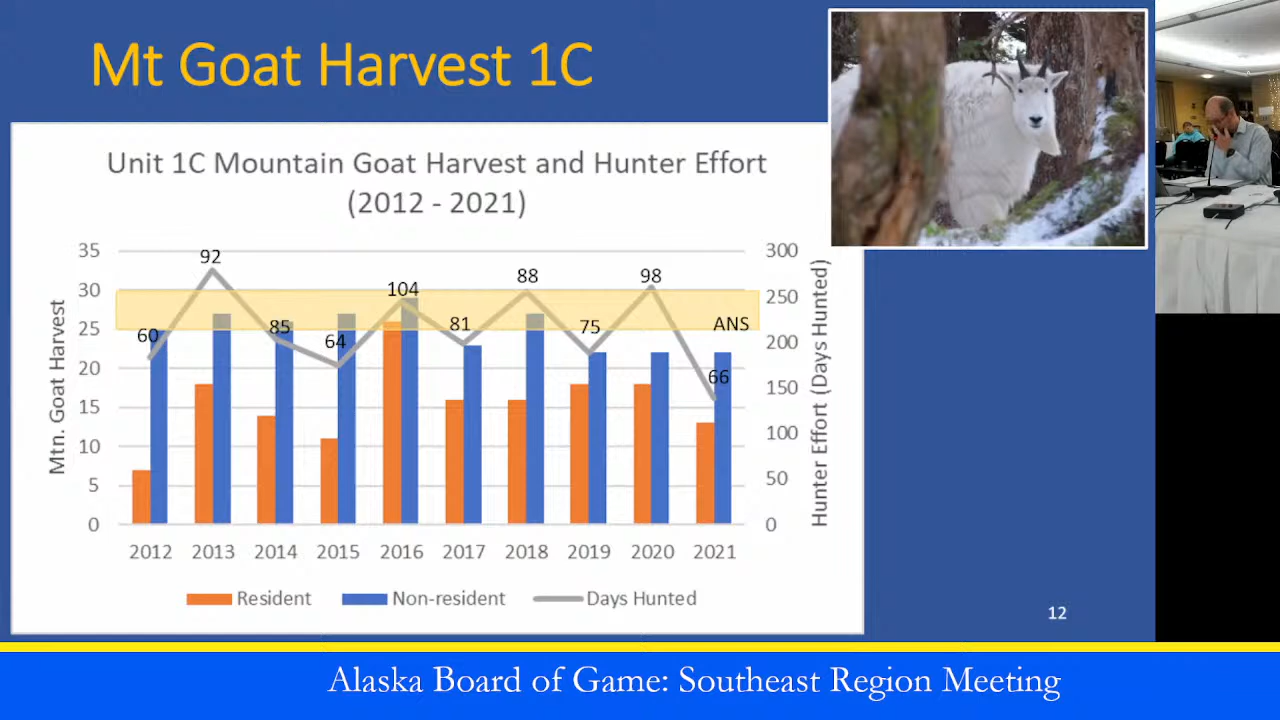 Mt Goat Harvest 1C
Unit 1C Mountain Goat Harvest and Hunter Effort
(2012 - 2021)
Mtn. Goat Harvest
35
30
25
20
15
10
5
0
60
92
85
64
104
81
88
75
98
66
ANS
300
250
200
150
100
50
0
Hunter Effort (Days Hunted)
2012 2013 2014 2015 2016 2017 2018 2019 2020 2021
Resident Non-resident Days Hunted
12
Alaska Board of Game: Southeast Region Meeting